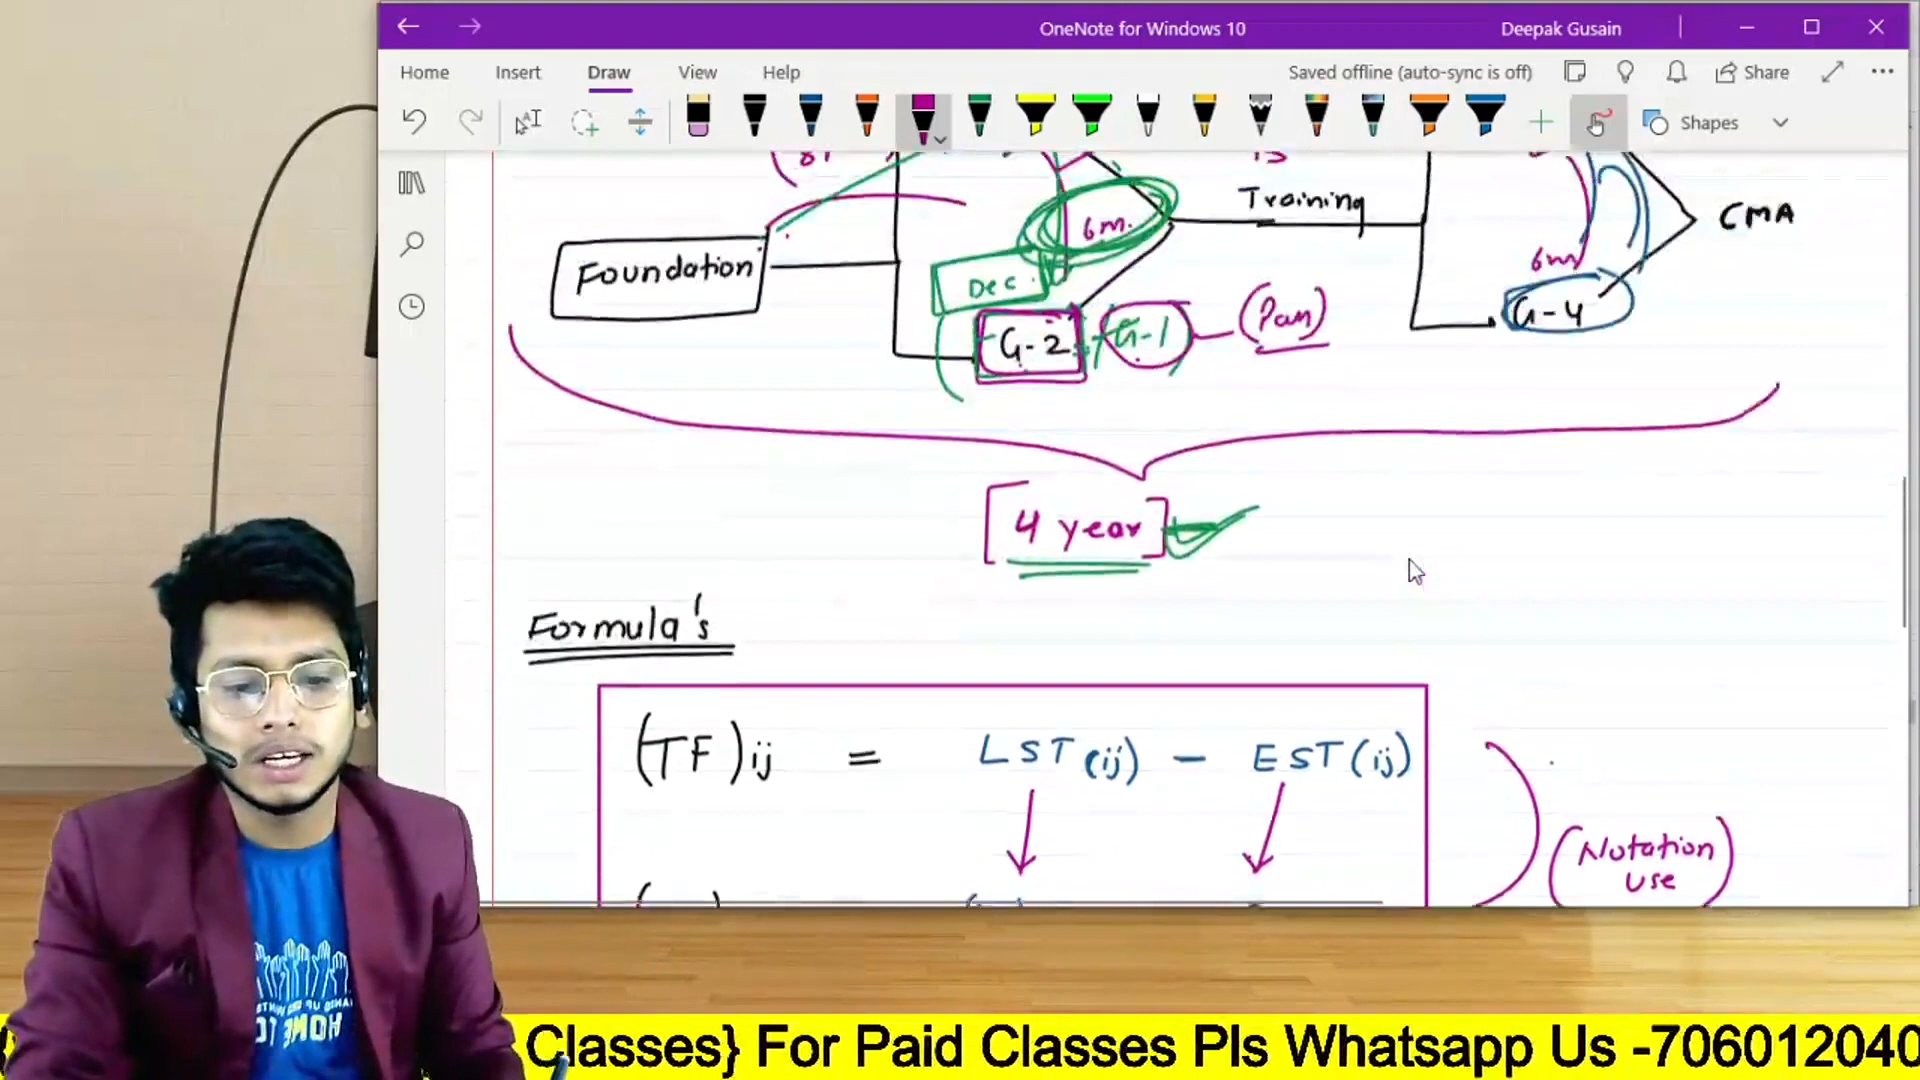 OneNote for Windows 10
Deepak Gusain
Home Insert Draw View Help
Saved offline (auto-sync is off)
Share
Shapes
Training
CMA
6m.
Foundation
Dec.
6m
G-2 + G-1
G-4
[4 year]
Formula's
(TF)ij = LST(ij) - EST(ij)
(Notation
use)
Classes} For Paid Classes Pls Whatsapp Us -706012040